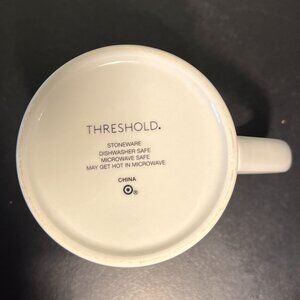 THRESHOLD.
STONEWARE
DISHWASHER SAFE
MICROWAVE SAFE
MAY GET HOT IN MICROWAVE
CHINA
®